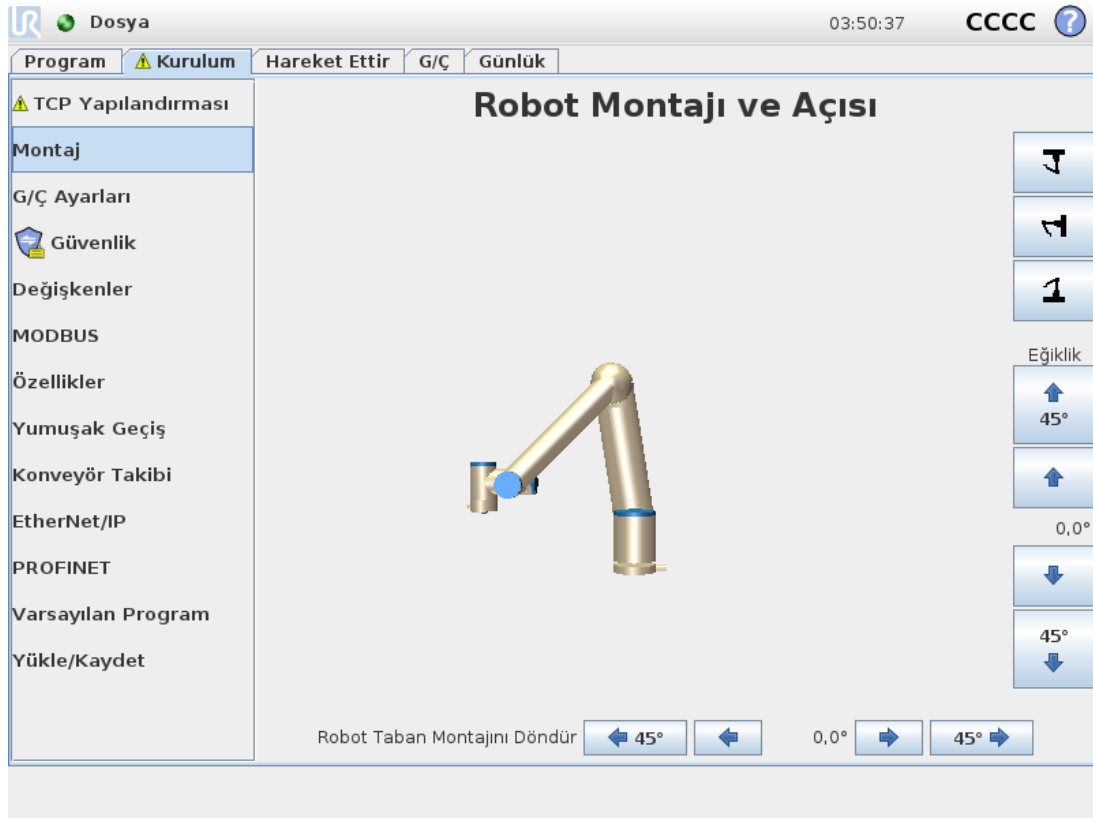 UR Dosya 03:50:37 CCCC ?
Program Kurulum Hareket Ettir G/Ç Günlük
TCP Yapılandırması
Montaj
G/Ç Ayarları
Güvenlik
Değişkenler
MODBUS
Özellikler
Yumuşak Geçiş
Konveyör Takibi
EtherNet/IP
PROFINET
Varsayılan Program
Yükle/Kaydet
Robot Montajı ve Açısı
Eğiklik
45°
0,0°
45°
Robot Taban Montajını Döndür 45° 0,0° 45°